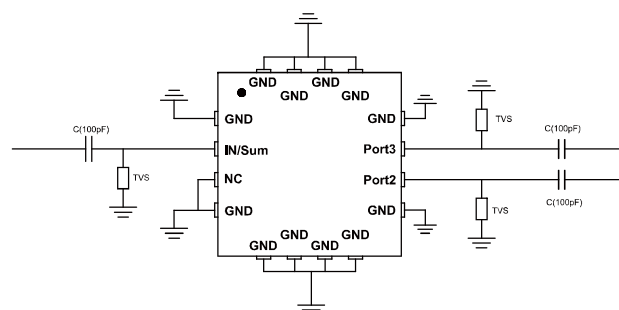 GND GND
GND GND
GND GND
C(100pF) C(100pF)
IN/Sum Port3
TVS
NC Port2
TVS C(100pF)
TVS
GND GND
GND GND
GND GND